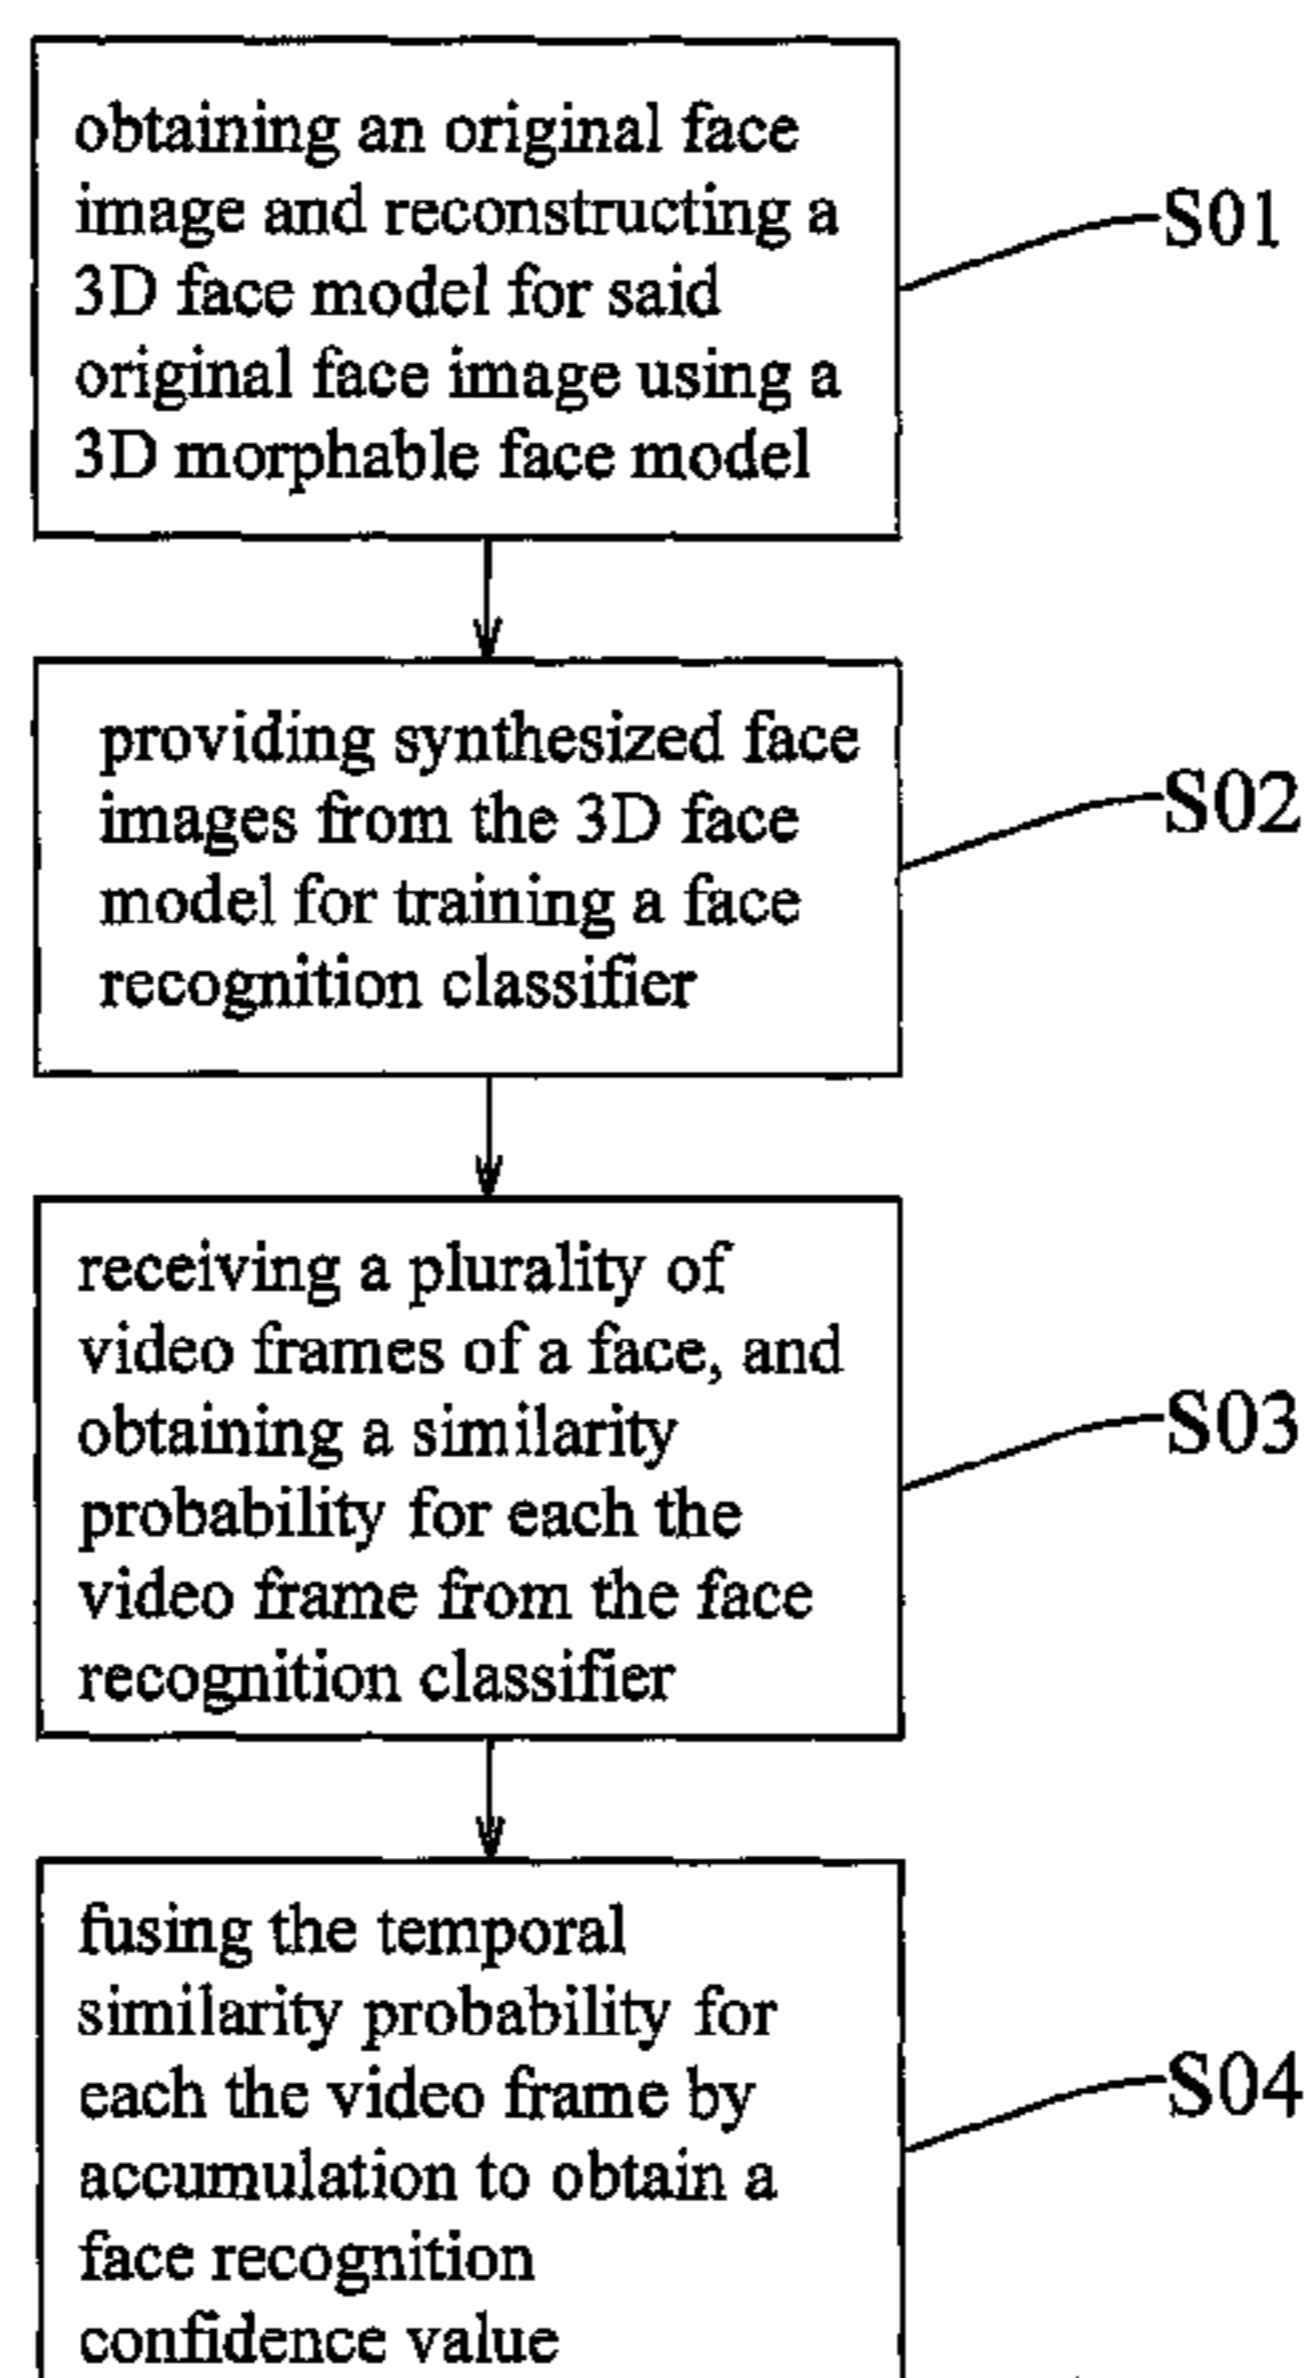 obtaining an original face
image and reconstructing a
3D face model for said
original face image using a
3D morphable face model
S01
providing synthesized face
images from the 3D face
model for training a face
recognition classifier
S02
receiving a plurality of
video frames of a face, and
obtaining a similarity
probability for each the
video frame from the face
recognition classifier
S03
fusing the temporal
similarity probability for
each the video frame by
accumulation to obtain a
face recognition
confidence value
S04